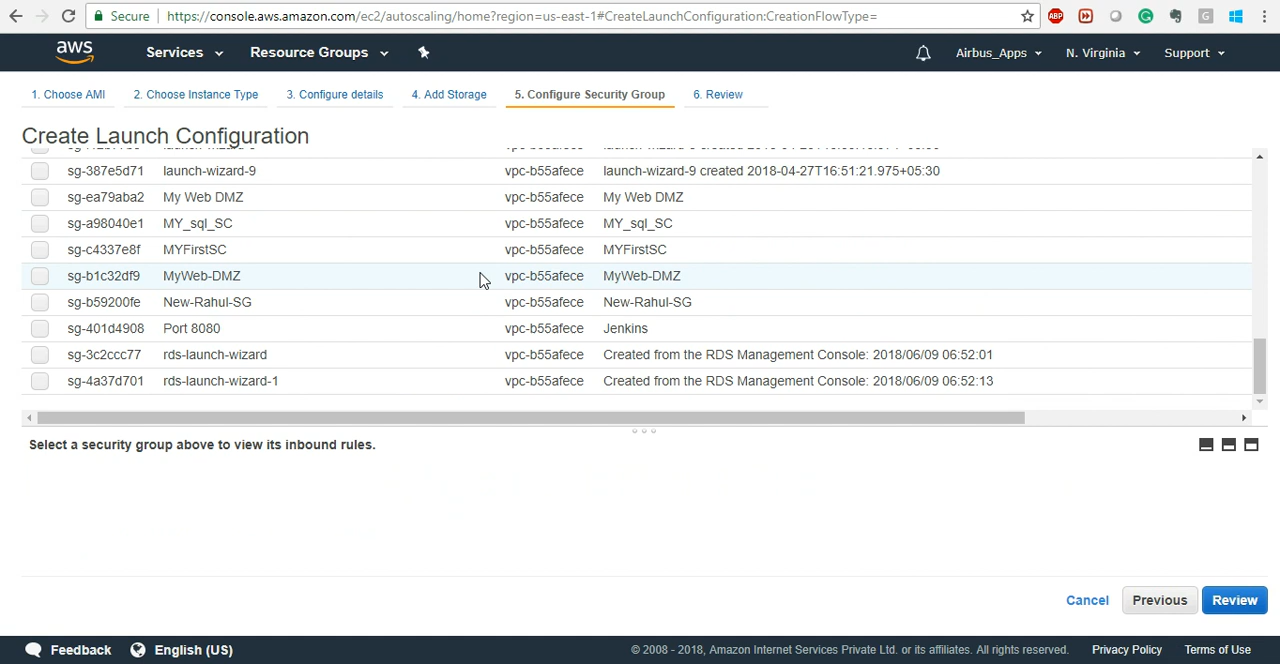 Secure https://console.aws.amazon.com/ec2/autoscaling/home?region=us-east-1#CreateLaunchConfiguration:CreationFlowType=
aws Services Resource Groups Airbus_Apps N. Virginia Support
1. Choose AMI 2. Choose Instance Type 3. Configure details 4. Add Storage 5. Configure Security Group 6. Review
Create Launch Configuration
sg-387e5d71 launch-wizard-9 vpc-b55afece launch-wizard-9 created 2018-04-27T16:51:21.975+05:30
sg-ea79aba2 My Web DMZ vpc-b55afece My Web DMZ
sg-a98040e1 MY_sql_SC vpc-b55afece MY_sql_SC
sg-c4337e8f MYFirstSC vpc-b55afece MYFirstSC
sg-b1c32df9 MyWeb-DMZ vpc-b55afece MyWeb-DMZ
sg-b59200fe New-Rahul-SG vpc-b55afece New-Rahul-SG
sg-401d4908 Port 8080 vpc-b55afece Jenkins
sg-3c2ccc77 rds-launch-wizard vpc-b55afece Created from the RDS Management Console: 2018/06/09 06:52:01
sg-4a37d701 rds-launch-wizard-1 vpc-b55afece Created from the RDS Management Console: 2018/06/09 06:52:13
Select a security group above to view its inbound rules.
Cancel Previous Review
Feedback English (US) © 2008 - 2018, Amazon Internet Services Private Ltd. or its affiliates. All rights reserved. Privacy Policy Terms of Use